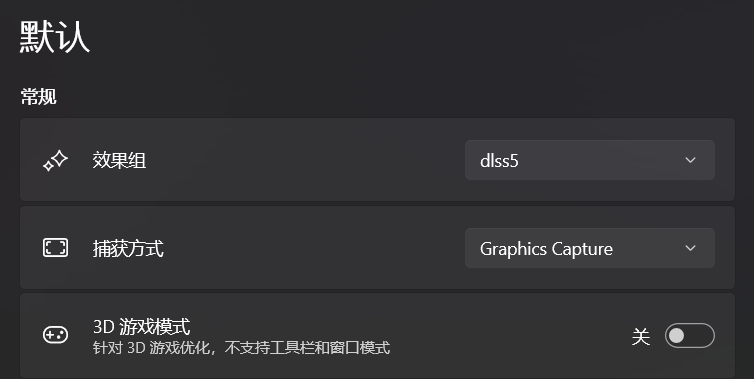 默认
常规
效果组
dlss5
捕获方式
Graphics Capture
3D 游戏模式
针对 3D 游戏优化，不支持工具栏和窗口模式
关